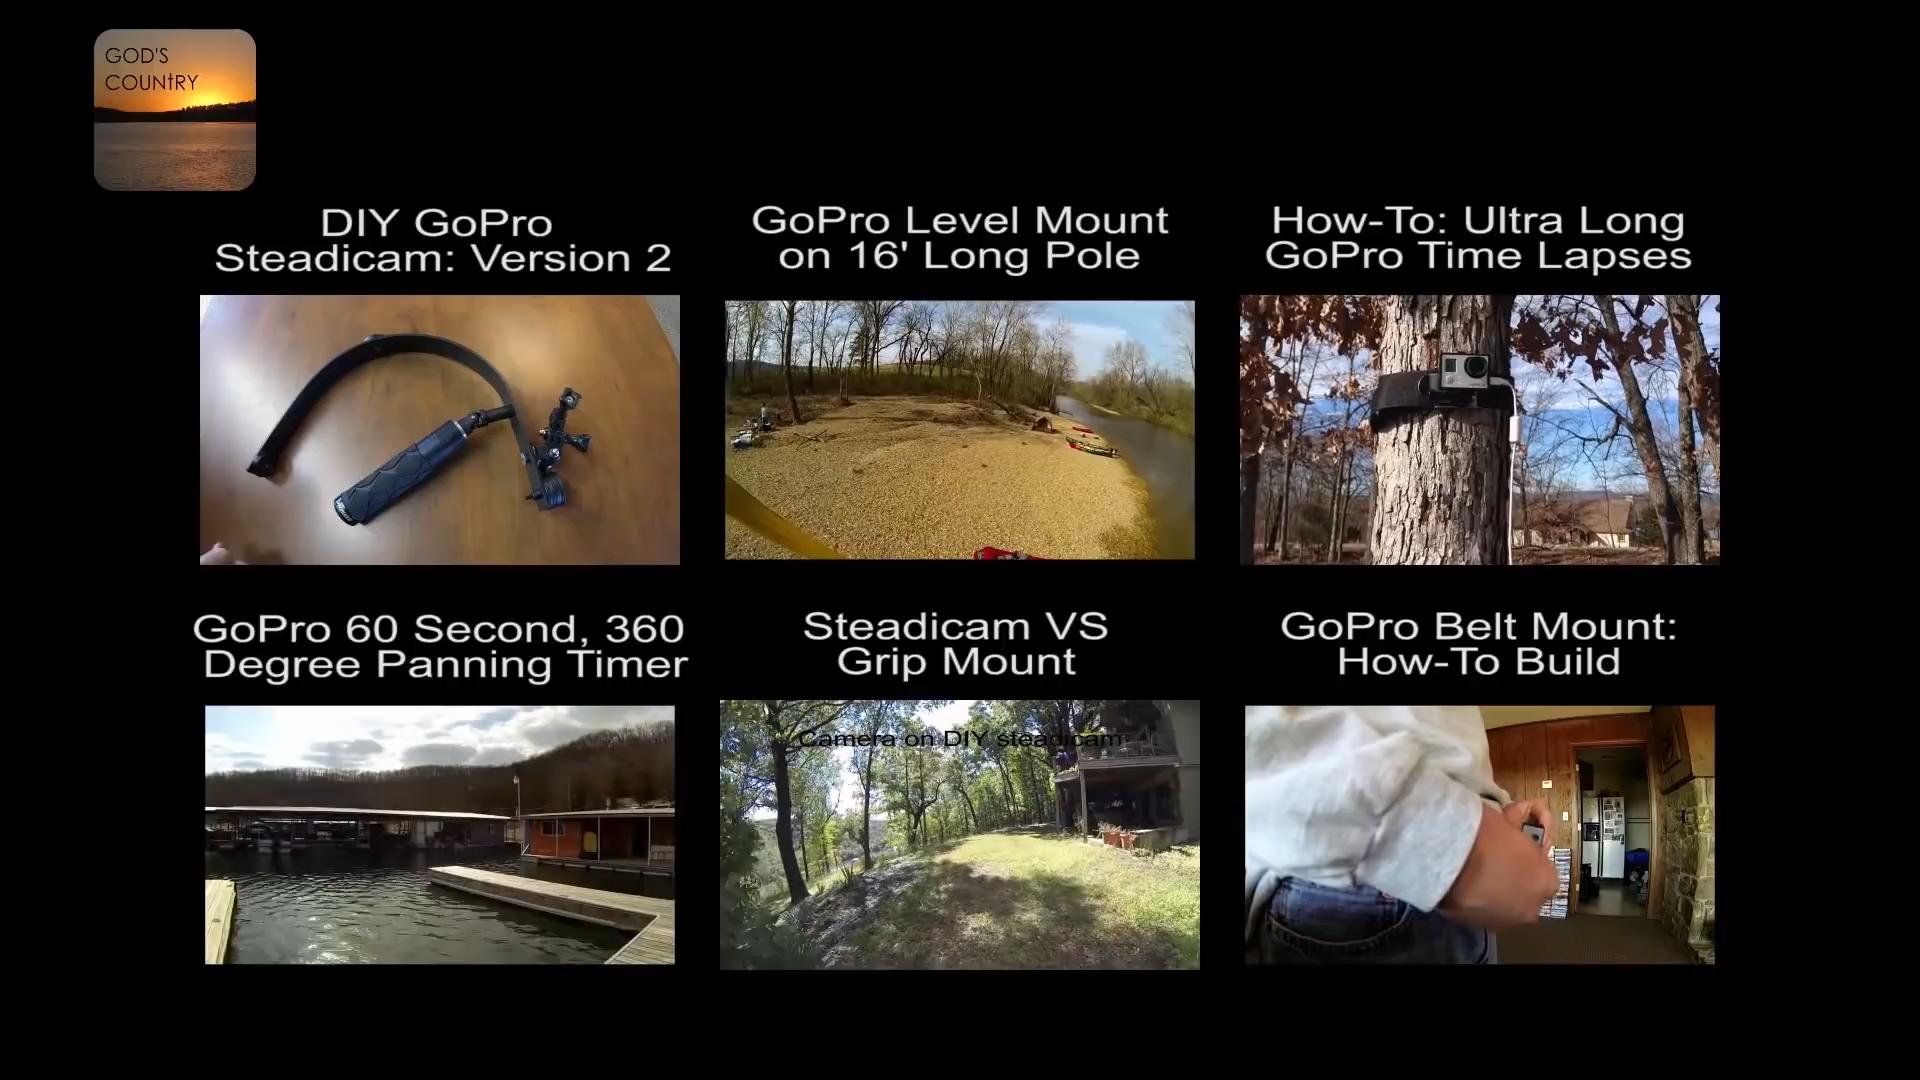 GOD'S
COUNtRY
DIY GoPro
Steadicam: Version 2
GoPro Level Mount
on 16' Long Pole
How-To: Ultra Long
GoPro Time Lapses
GoPro 60 Second, 360
Degree Panning Timer
Steadicam VS
Grip Mount
Camera on DIY steadicam
GoPro Belt Mount:
How-To Build